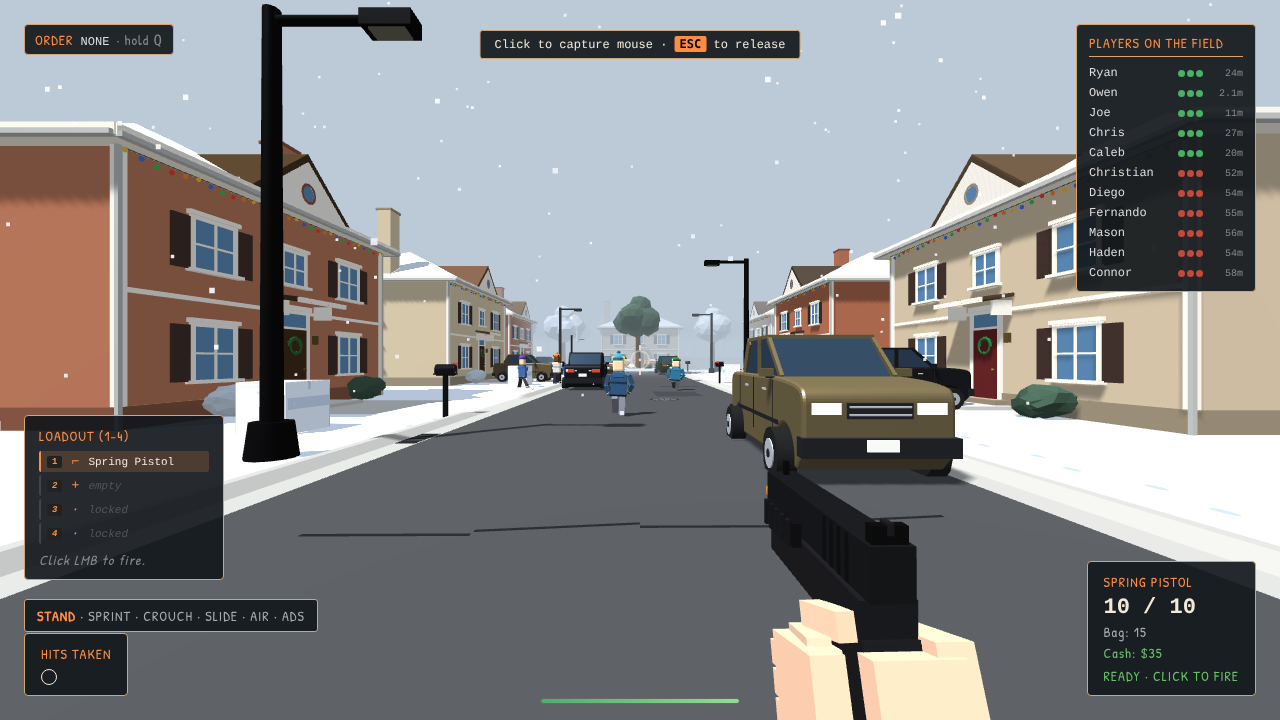 ORDER NONE · hold Q
Click to capture mouse · ESC to release
PLAYERS ON THE FIELD
Ryan 24m
Owen 2.1m
Joe 11m
Chris 27m
Caleb 20m
Christian 52m
Diego 54m
Fernando 55m
Mason 56m
Haden 54m
Connor 58m
LOADOUT (1-4)
1 Spring Pistol
2 + empty
3 · locked
4 · locked
Click LMB to fire.
STAND · SPRINT · CROUCH · SLIDE · AIR · ADS
HITS TAKEN
SPRING PISTOL
10 / 10
Bag: 15
Cash: $35
READY · CLICK TO FIRE